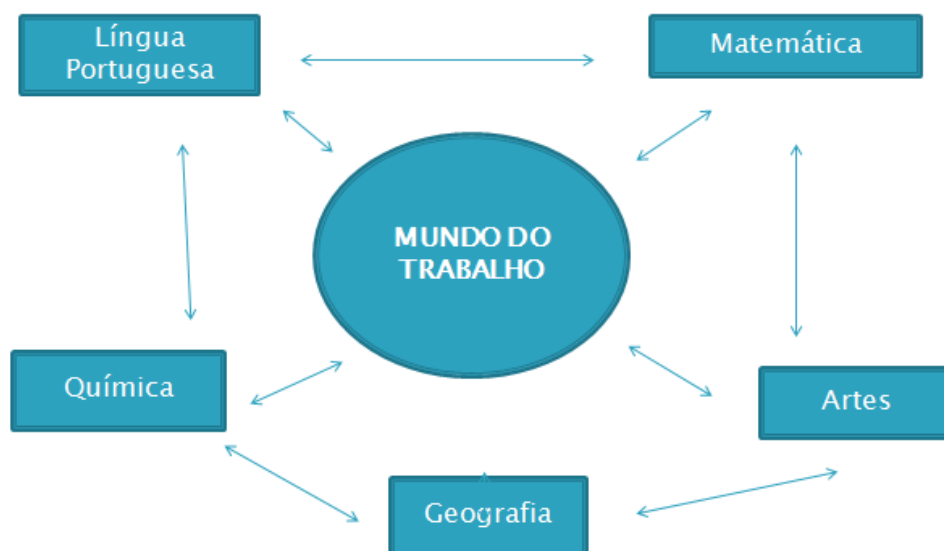 Língua
Portuguesa
Matemática
MUNDO DO
TRABALHO
Química
Artes
Geografia